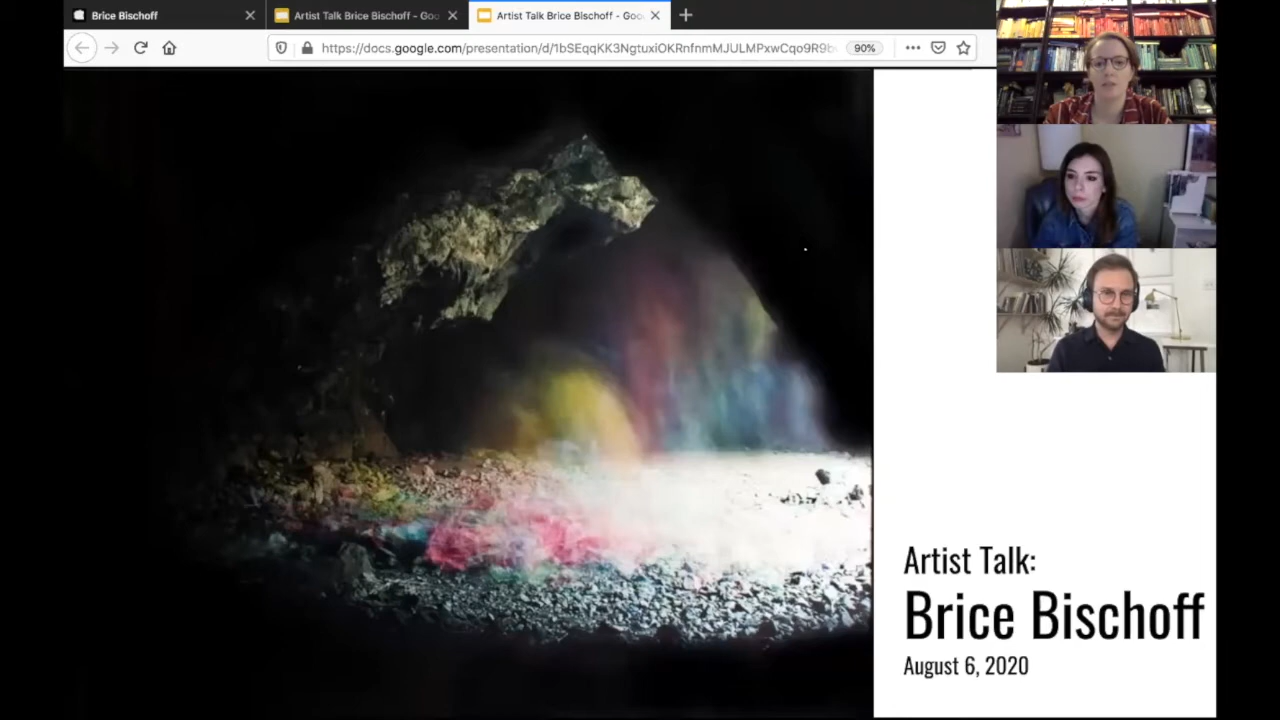 Brice Bischoff
Artist Talk Brice Bischoff - Goo
Artist Talk Brice Bischoff - Goo
https://docs.google.com/presentation/d/1bSEqqKK3NgtuxiOKRnfnmMJULMPxwCqo9R9b
90%
Artist Talk:
Brice Bischoff
August 6, 2020